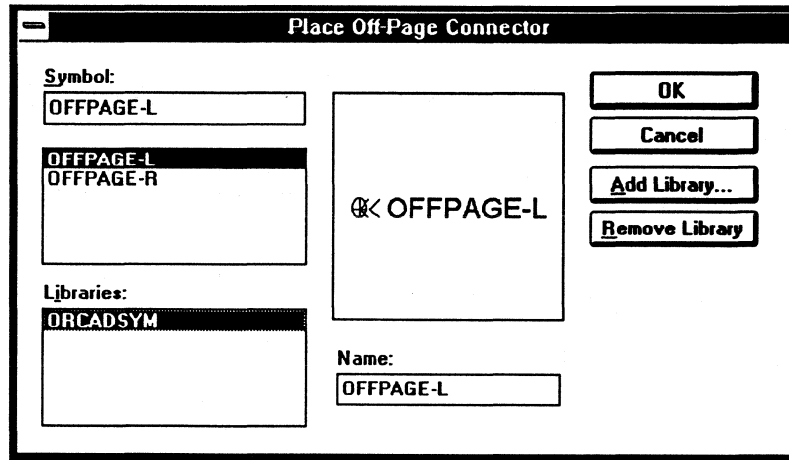 Place Off-Page Connector
Symbol:
OFFPAGE-L
OFFPAGE-L
OFFPAGE-R
Libraries:
ORCADSYM
OFFPAGE-L
Name:
OFFPAGE-L
OK
Cancel
Add Library...
Remove Library